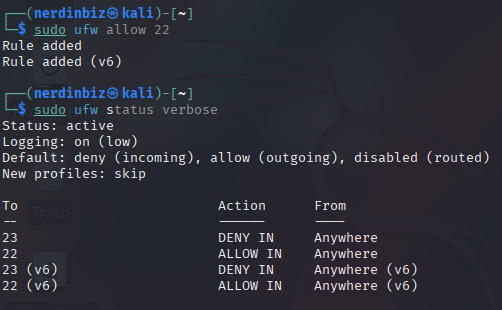 ┌──(nerdinbiz㉿kali)-[~]
└─$ sudo ufw allow 22
Rule added
Rule added (v6)
┌──(nerdinbiz㉿kali)-[~]
└─$ sudo ufw status verbose
Status: active
Logging: on (low)
Default: deny (incoming), allow (outgoing), disabled (routed)
New profiles: skip
To                         Action      From
--                         ------      ----
23                         DENY IN     Anywhere
22                         ALLOW IN    Anywhere
23 (v6)                    DENY IN     Anywhere (v6)
22 (v6)                    ALLOW IN    Anywhere (v6)
Trash